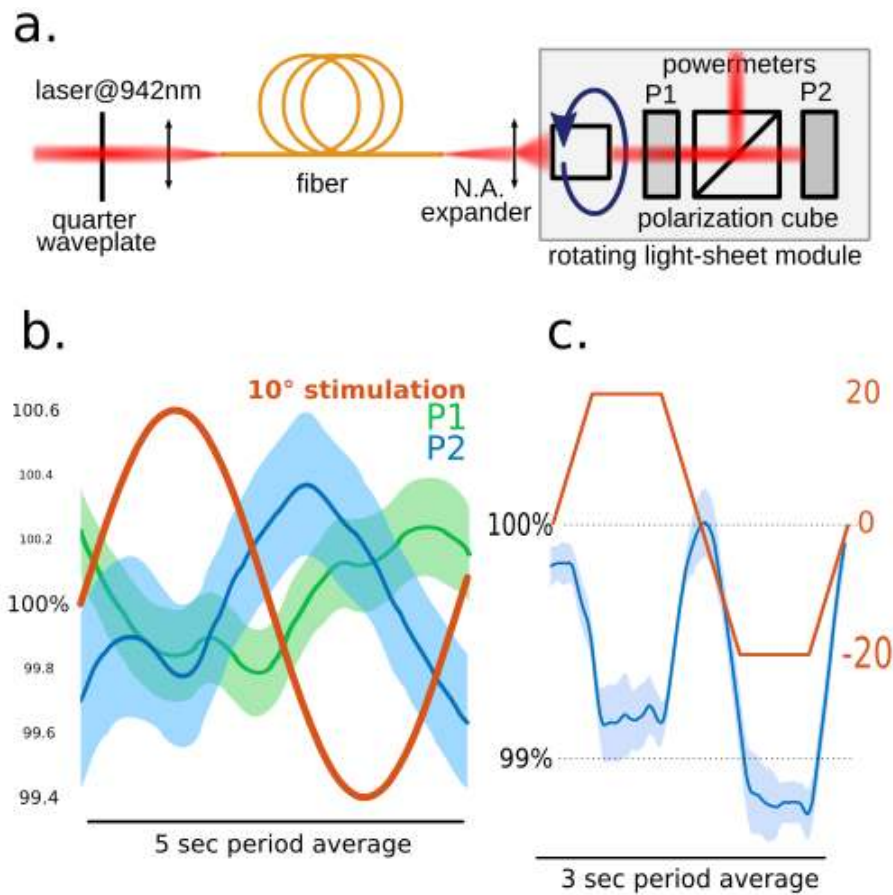 a.
laser@942nm
quarter
waveplate
fiber
N.A.
expander
powermeters
P1
P2
polarization cube
rotating light-sheet module
b.
10° stimulation
P1
P2
100.6
100.4
100.2
100%
99.8
99.6
99.4
5 sec period average
c.
20
100%
0
-20
99%
3 sec period average